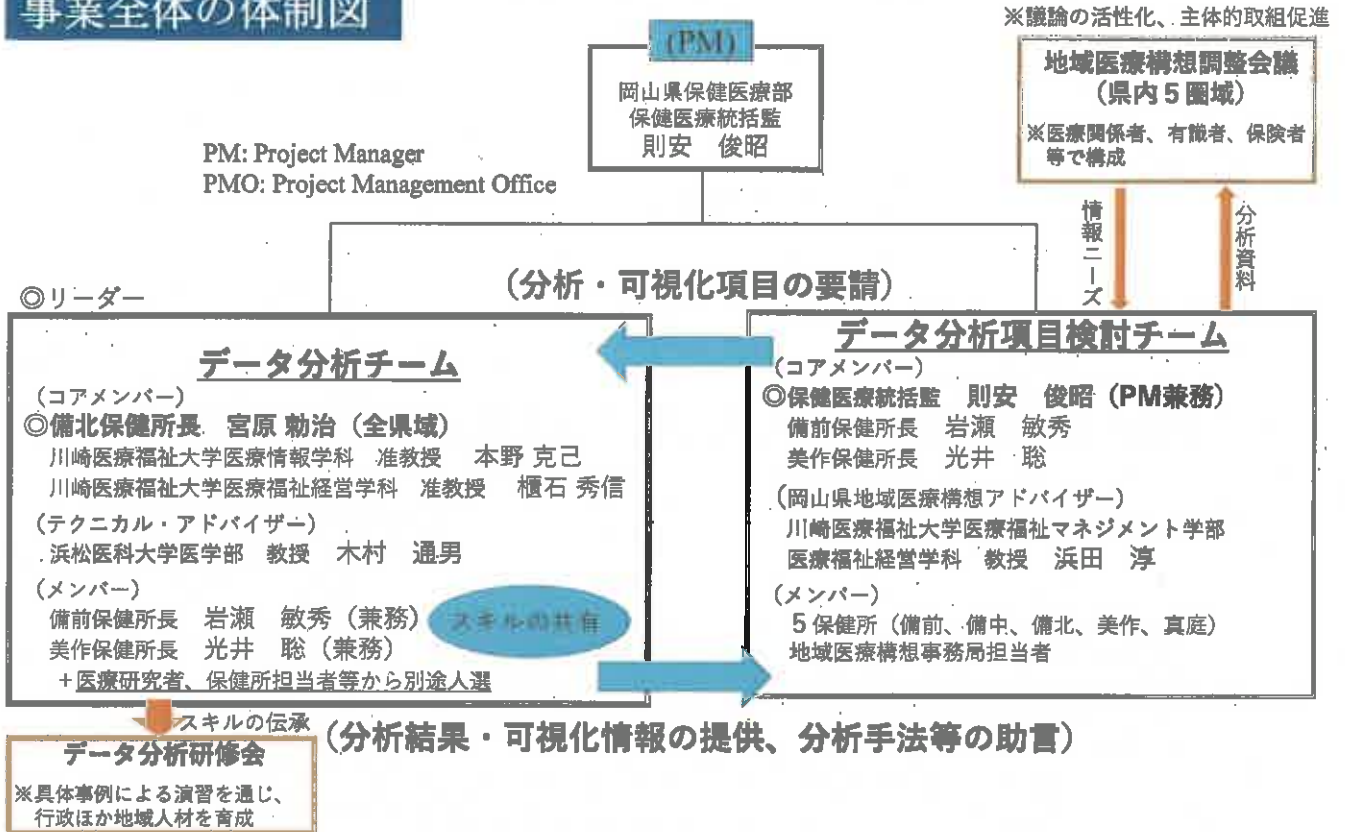 事業全体の体制図
(PM)
岡山県保健医療部
保健医療統括監
則安 俊昭
PM: Project Manager
PMO: Project Management Office
※議論の活性化、主体的取組促進
地域医療構想調整会議
(県内5圏域)
※医療関係者、有識者、保険者
等で構成
情報ニーズ
分析資料
(分析・可視化項目の要請)
◎リーダー
データ分析チーム
(コアメンバー)
◎備北保健所長 宮原 勅治(全県域)
川崎医療福祉大学医療情報学科 准教授 本野 克己
川崎医療福祉大学医療福祉経営学科 准教授 櫃石 秀信
(テクニカル・アドバイザー)
浜松医科大学医学部 教授 木村 通男
(メンバー)
備前保健所長 岩瀬 敏秀(兼務)
美作保健所長 光井 聡(兼務)
+医療研究者、保健所担当者等から別途人選
スキルの共有
データ分析項目検討チーム
(コアメンバー)
◎保健医療統括監 則安 俊昭(PM兼務)
備前保健所長 岩瀬 敏秀
美作保健所長 光井 聡
(岡山県地域医療構想アドバイザー)
川崎医療福祉大学医療福祉マネジメント学部
医療福祉経営学科 教授 浜田 淳
(メンバー)
5保健所(備前、備中、備北、美作、真庭)
地域医療構想事務局担当者
スキルの伝承
(分析結果・可視化情報の提供、分析手法等の助言)
データ分析研修会
※具体事例による演習を通じ、
行政ほか地域人材を育成